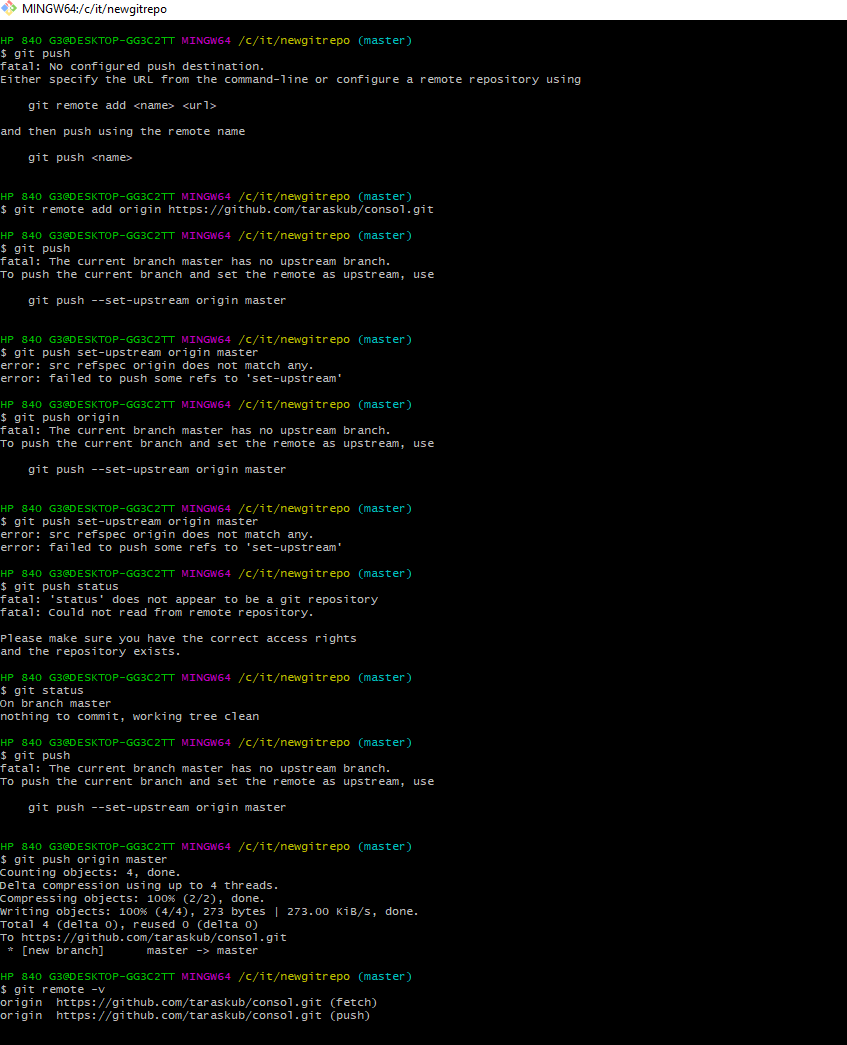 MINGW64:/c/it/newgitrepo
HP 840 G3@DESKTOP-GG3C2TT MINGW64 /c/it/newgitrepo (master)
$ git push
fatal: No configured push destination.
Either specify the URL from the command-line or configure a remote repository using
git remote add <name> <url>
and then push using the remote name
git push <name>
HP 840 G3@DESKTOP-GG3C2TT MINGW64 /c/it/newgitrepo (master)
$ git remote add origin https://github.com/taraskub/consol.git
HP 840 G3@DESKTOP-GG3C2TT MINGW64 /c/it/newgitrepo (master)
$ git push
fatal: The current branch master has no upstream branch.
To push the current branch and set the remote as upstream, use
git push --set-upstream origin master
HP 840 G3@DESKTOP-GG3C2TT MINGW64 /c/it/newgitrepo (master)
$ git push set-upstream origin master
error: src refspec origin does not match any.
error: failed to push some refs to 'set-upstream'
HP 840 G3@DESKTOP-GG3C2TT MINGW64 /c/it/newgitrepo (master)
$ git push origin
fatal: The current branch master has no upstream branch.
To push the current branch and set the remote as upstream, use
git push --set-upstream origin master
HP 840 G3@DESKTOP-GG3C2TT MINGW64 /c/it/newgitrepo (master)
$ git push set-upstream origin master
error: src refspec origin does not match any.
error: failed to push some refs to 'set-upstream'
HP 840 G3@DESKTOP-GG3C2TT MINGW64 /c/it/newgitrepo (master)
$ git push status
fatal: 'status' does not appear to be a git repository
fatal: Could not read from remote repository.
Please make sure you have the correct access rights
and the repository exists.
HP 840 G3@DESKTOP-GG3C2TT MINGW64 /c/it/newgitrepo (master)
$ git status
On branch master
nothing to commit, working tree clean
HP 840 G3@DESKTOP-GG3C2TT MINGW64 /c/it/newgitrepo (master)
$ git push
fatal: The current branch master has no upstream branch.
To push the current branch and set the remote as upstream, use
git push --set-upstream origin master
HP 840 G3@DESKTOP-GG3C2TT MINGW64 /c/it/newgitrepo (master)
$ git push origin master
Counting objects: 4, done.
Delta compression using up to 4 threads.
Compressing objects: 100% (2/2), done.
Writing objects: 100% (4/4), 273 bytes | 273.00 KiB/s, done.
Total 4 (delta 0), reused 0 (delta 0)
To https://github.com/taraskub/consol.git
* [new branch] master -> master
HP 840 G3@DESKTOP-GG3C2TT MINGW64 /c/it/newgitrepo (master)
$ git remote -v
origin https://github.com/taraskub/consol.git (fetch)
origin https://github.com/taraskub/consol.git (push)